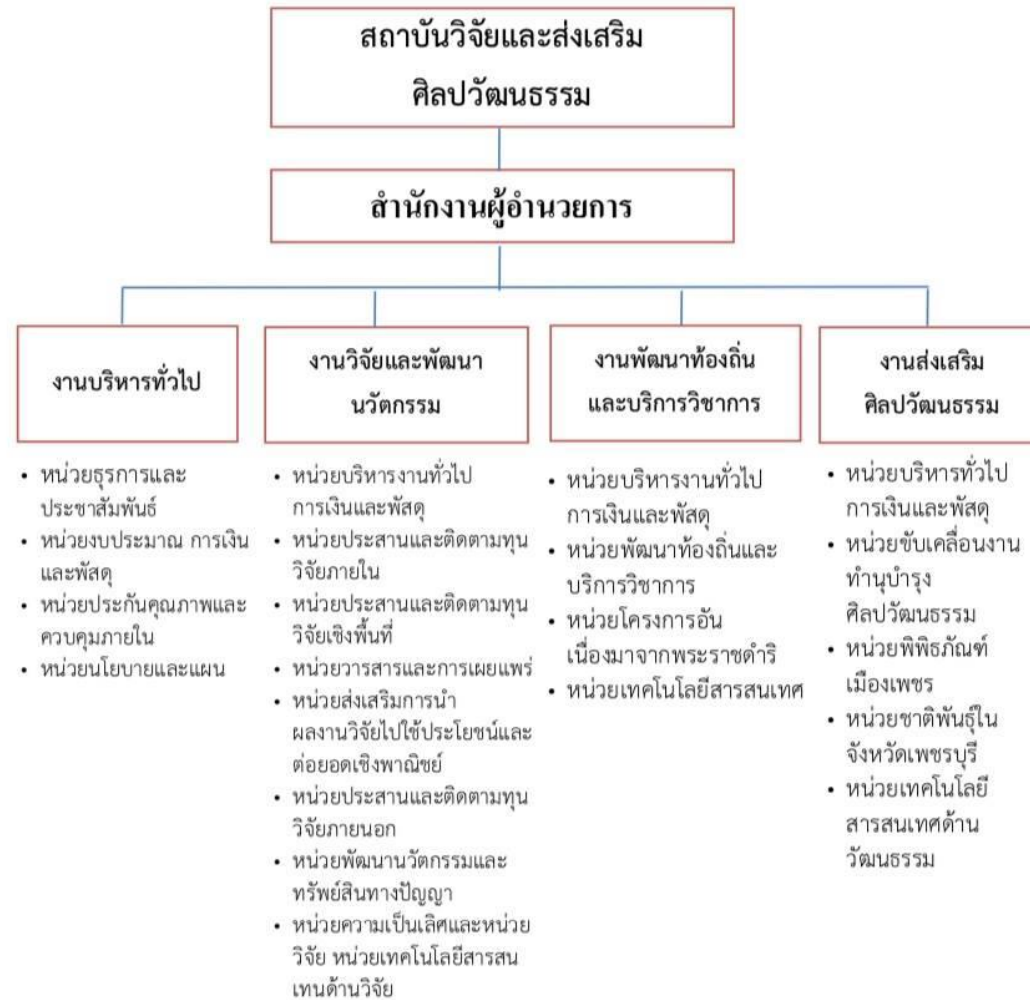 สถาบันวิจัยและส่งเสริม
ศิลปวัฒนธรรม
สำนักงานผู้อำนวยการ
งานบริหารทั่วไป
• หน่วยธุรการและ
ประชาสัมพันธ์
• หน่วยงบประมาณ การเงิน
และพัสดุ
• หน่วยประกันคุณภาพและ
ควบคุมภายใน
• หน่วยนโยบายและแผน
งานวิจัยและพัฒนา
นวัตกรรม
• หน่วยบริหารงานทั่วไป
การเงินและพัสดุ
• หน่วยประสานและติดตามทุน
วิจัยภายใน
• หน่วยประสานและติดตามทุน
วิจัยเชิงพื้นที่
• หน่วยวารสารและการเผยแพร่
• หน่วยส่งเสริมการนำ
ผลงานวิจัยไปใช้ประโยชน์และ
ต่อยอดเชิงพาณิชย์
• หน่วยประสานและติดตามทุน
วิจัยภายนอก
• หน่วยพัฒนานวัตกรรมและ
ทรัพย์สินทางปัญญา
• หน่วยความเป็นเลิศและหน่วย
วิจัย หน่วยเทคโนโลยีสารสน
เทนด้านวิจัย
งานพัฒนาท้องถิ่น
และบริการวิชาการ
• หน่วยบริหารงานทั่วไป
การเงินและพัสดุ
• หน่วยพัฒนาท้องถิ่นและ
บริการวิชาการ
• หน่วยโครงการอัน
เนื่องมาจากพระราชดำริ
• หน่วยเทคโนโลยีสารสนเทศ
งานส่งเสริม
ศิลปวัฒนธรรม
• หน่วยบริหารทั่วไป
การเงินและพัสดุ
• หน่วยขับเคลื่อนงาน
ทำนุบำรุง
ศิลปวัฒนธรรม
• หน่วยพิพิธภัณฑ์
เมืองเพชร
• หน่วยชาติพันธุ์ใน
จังหวัดเพชรบุรี
• หน่วยเทคโนโลยี
สารสนเทศด้าน
วัฒนธรรม